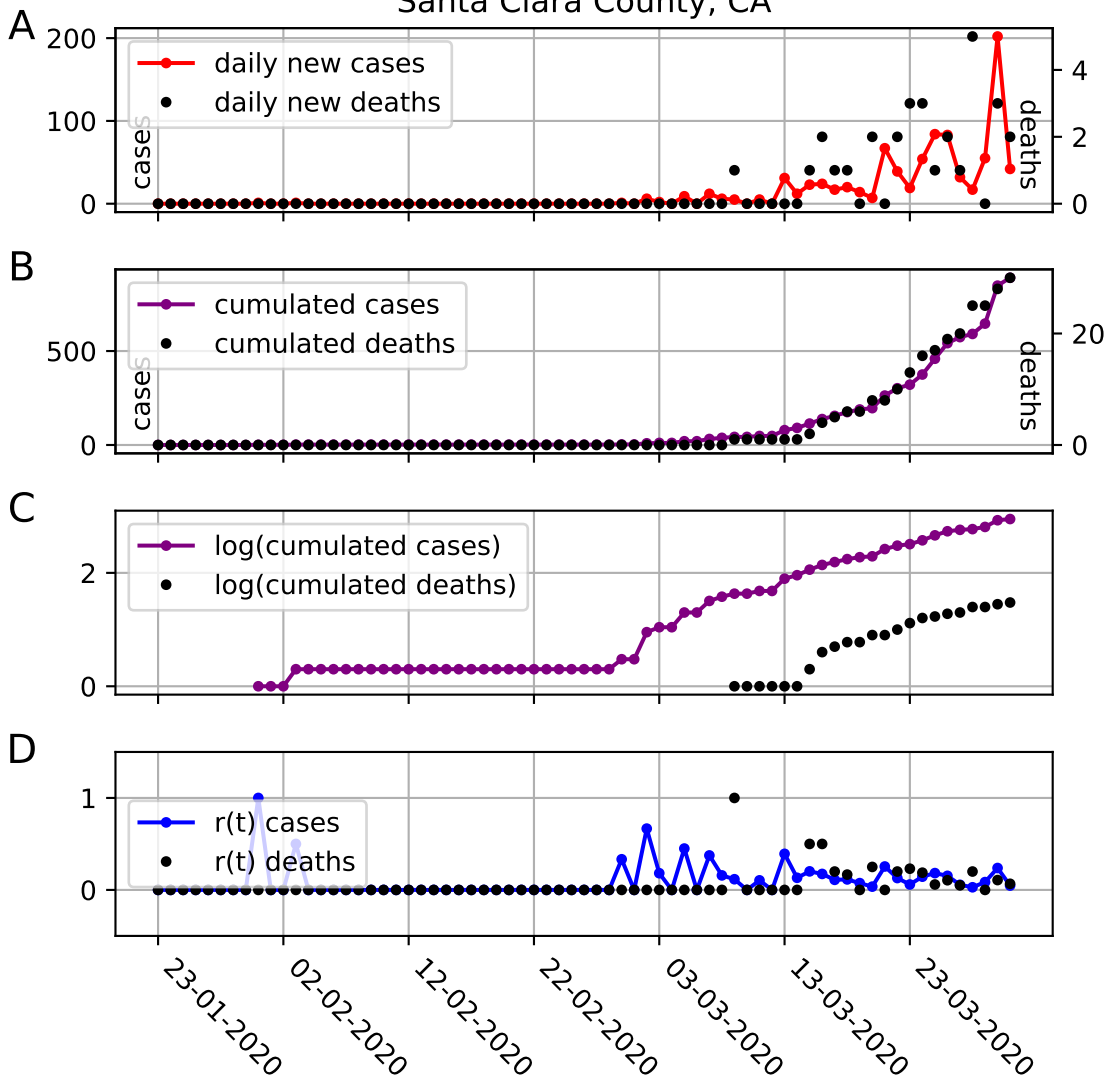 Santa Clara County, CA
A
200
100
0
cases
daily new cases
daily new deaths
4
2
0
deaths
B
500
0
cases
cumulated cases
cumulated deaths
20
0
deaths
C
2
0
log(cumulated cases)
log(cumulated deaths)
D
1
0
r(t) cases
r(t) deaths
23-01-2020
02-02-2020
12-02-2020
22-02-2020
03-03-2020
13-03-2020
23-03-2020